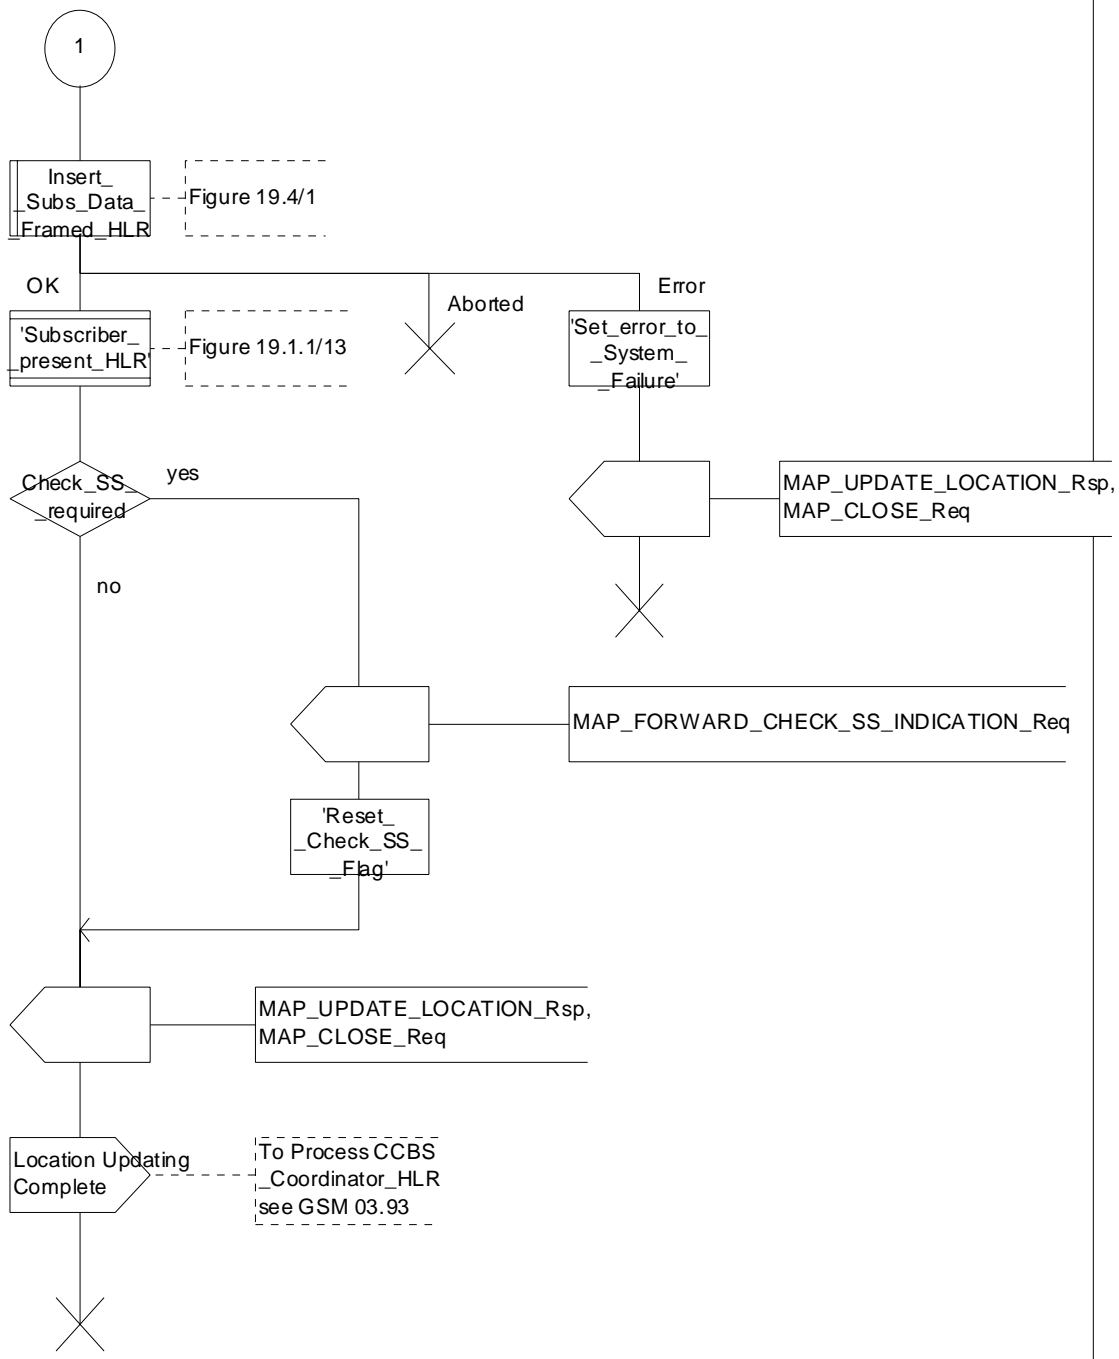 1
Insert_
_Subs_Data_
_Framed_HLR
Figure 19.4/1
OK
Aborted
Error
'Subscriber_
_present_HLR'
Figure 19.1.1/13
'Set_error_to_
_System_
_Failure'
Check_SS_
_required
yes
MAP_UPDATE_LOCATION_Rsp,
MAP_CLOSE_Req
no
MAP_FORWARD_CHECK_SS_INDICATION_Req
'Reset_
_Check_SS_
_Flag'
MAP_UPDATE_LOCATION_Rsp,
MAP_CLOSE_Req
Location Updating
Complete
To Process CCBS
_Coordinator_HLR
see GSM 03.93